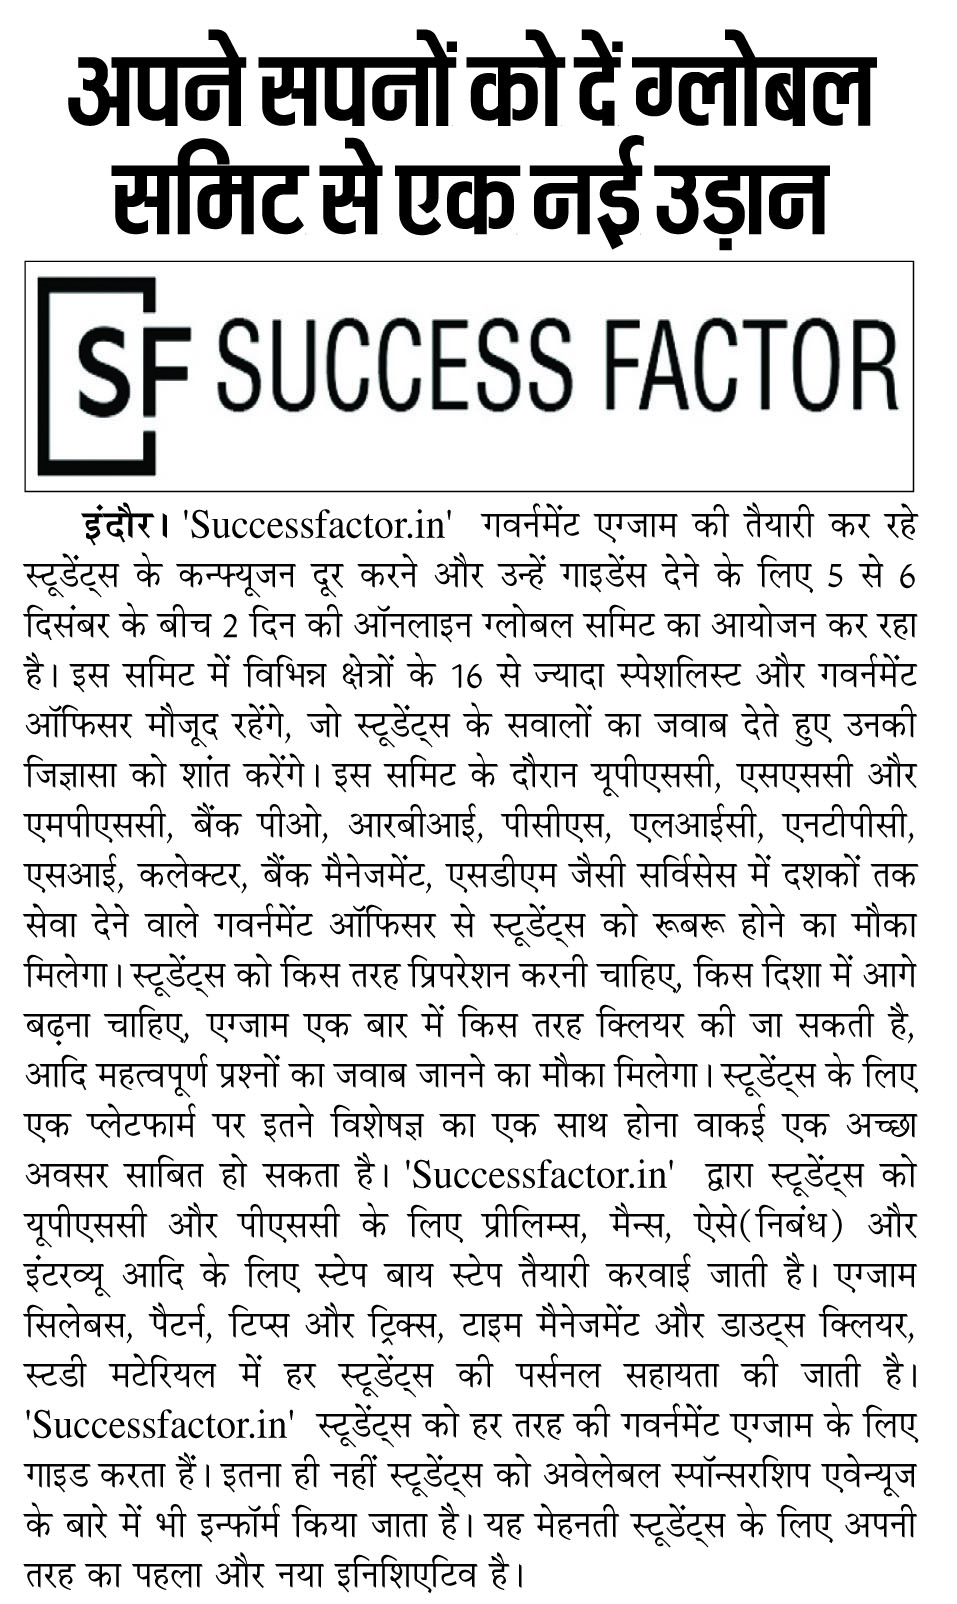 अपने सपनों को दें ग्लोबल
समिट से एक नई उड़ान
SF SUCCESS FACTOR
इंदौर। 'Successfactor.in' गवर्नमेंट एग्जाम की तैयारी कर रहे
स्टूडेंट्स के कन्फ्यूजन दूर करने और उन्हें गाइडेंस देने के लिए 5 से 6
दिसंबर के बीच 2 दिन की ऑनलाइन ग्लोबल समिट का आयोजन कर रहा
है। इस समिट में विभिन्न क्षेत्रों के 16 से ज्यादा स्पेशलिस्ट और गवर्नमेंट
ऑफिसर मौजूद रहेंगे, जो स्टूडेंट्स के सवालों का जवाब देते हुए उनकी
जिज्ञासा को शांत करेंगे। इस समिट के दौरान यूपीएससी, एसएससी और
एमपीएससी, बैंक पीओ, आरबीआई, पीसीएस, एलआईसी, एनटीपीसी,
एसआई, कलेक्टर, बैंक मैनेजमेंट, एसडीएम जैसी सर्विसेस में दशकों तक
सेवा देने वाले गवर्नमेंट ऑफिसर से स्टूडेंट्स को रूबरू होने का मौका
मिलेगा। स्टूडेंट्स को किस तरह प्रिपरेशन करनी चाहिए, किस दिशा में आगे
बढ़ना चाहिए, एग्जाम एक बार में किस तरह क्लियर की जा सकती है,
आदि महत्वपूर्ण प्रश्नों का जवाब जानने का मौका मिलेगा। स्टूडेंट्स के लिए
एक प्लेटफार्म पर इतने विशेषज्ञ का एक साथ होना वाकई एक अच्छा
अवसर साबित हो सकता है। 'Successfactor.in' द्वारा स्टूडेंट्स को
यूपीएससी और पीएससी के लिए प्रीलिम्स, मैन्स, ऐसे(निबंध) और
इंटरव्यू आदि के लिए स्टेप बाय स्टेप तैयारी करवाई जाती है। एग्जाम
सिलेबस, पैटर्न, टिप्स और ट्रिक्स, टाइम मैनेजमेंट और डाउट्स क्लियर,
स्टडी मटेरियल में हर स्टूडेंट्स की पर्सनल सहायता की जाती है।
'Successfactor.in' स्टूडेंट्स को हर तरह की गवर्नमेंट एग्जाम के लिए
गाइड करता हैं। इतना ही नहीं स्टूडेंट्स को अवेलेबल स्पॉन्सरशिप एवेन्यूज
के बारे में भी इन्फॉर्म किया जाता है। यह मेहनती स्टूडेंट्स के लिए अपनी
तरह का पहला और नया इनिशिएटिव है।